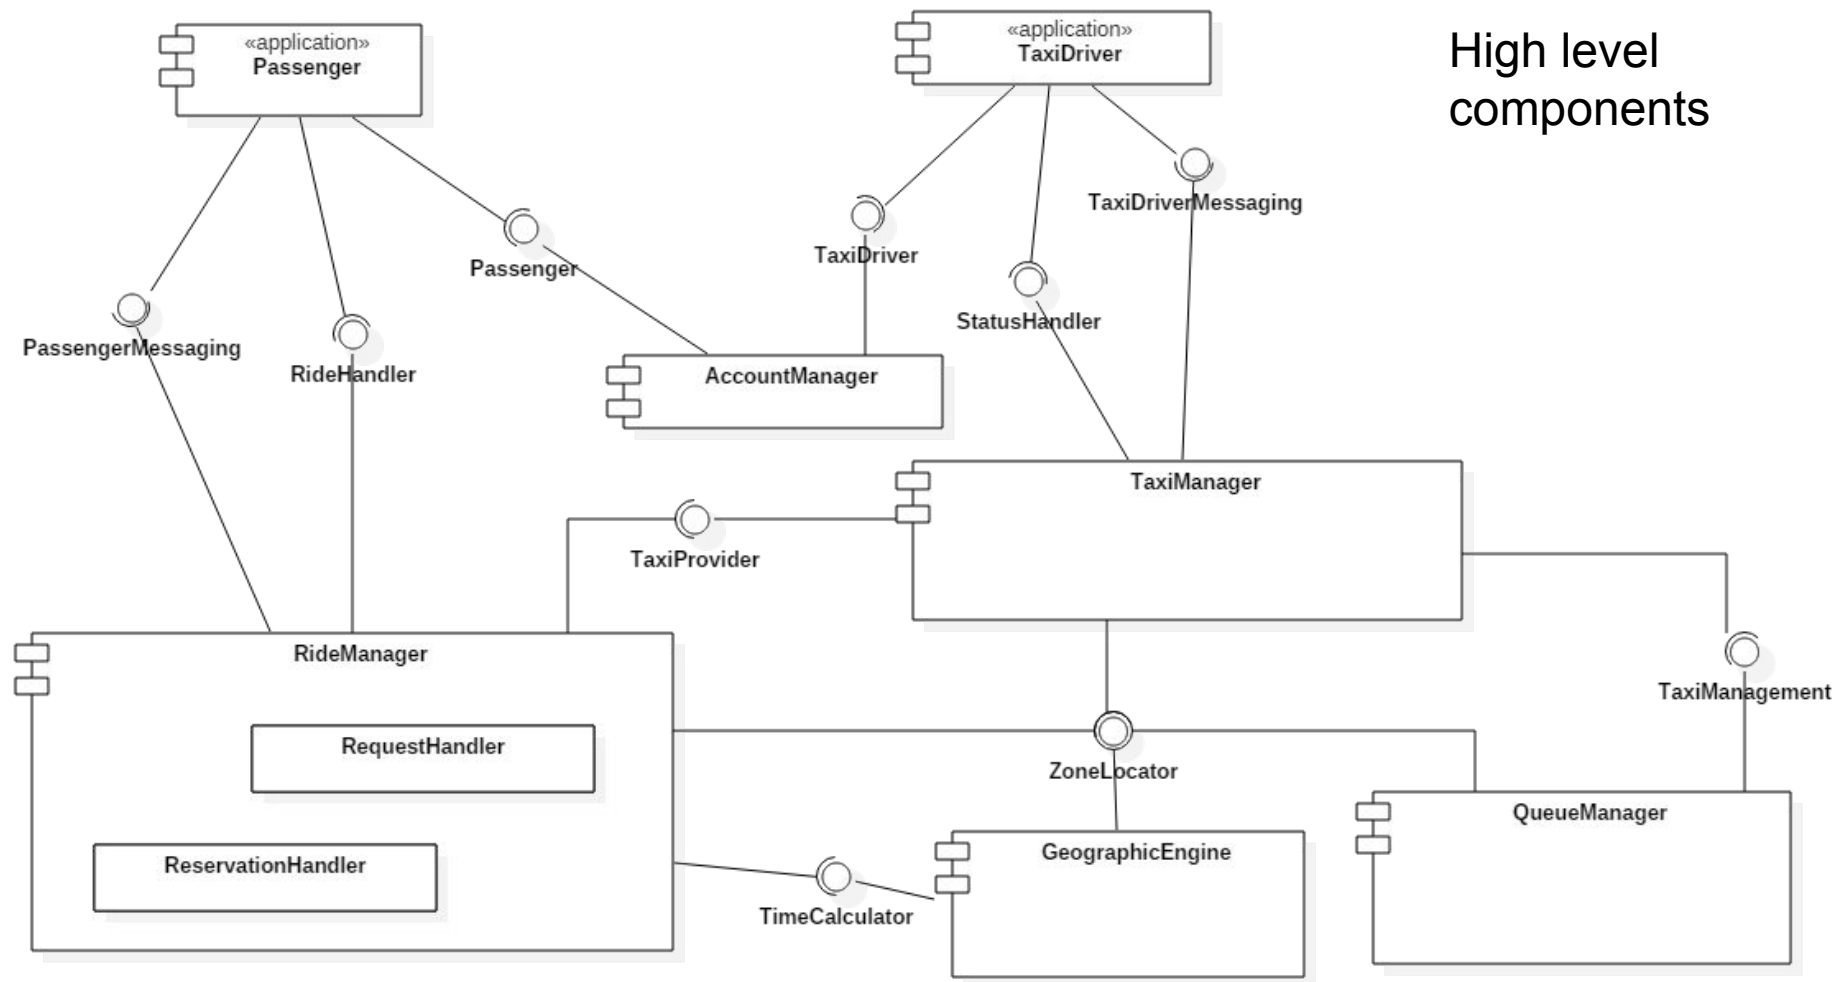 «application»
Passenger
«application»
TaxiDriver
High level
components
TaxiDriverMessaging
TaxiDriver
Passenger
StatusHandler
PassengerMessaging
RideHandler
AccountManager
TaxiManager
TaxiProvider
RideManager
TaxiManagement
RequestHandler
ZoneLocator
QueueManager
GeographicEngine
ReservationHandler
TimeCalculator